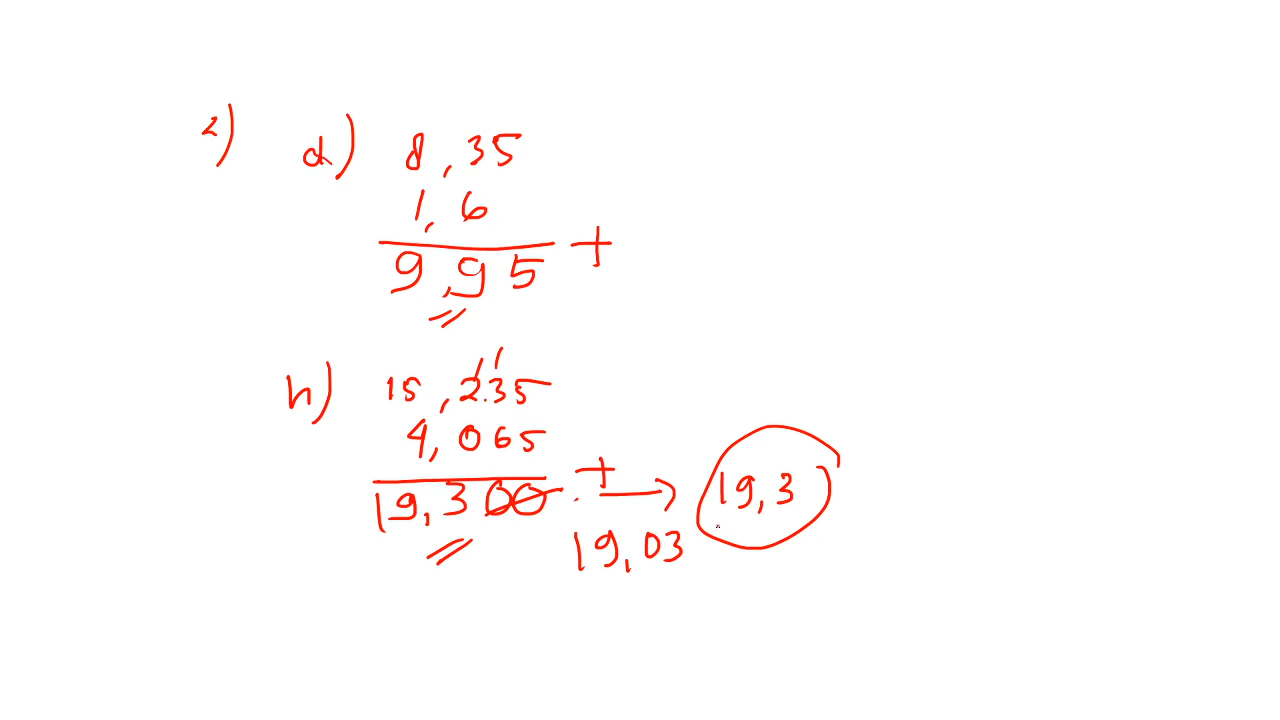 2) d) 8,35
1,6
+
9,95
h) 15,235
4,065
+
19,300 → 19,3
19,03